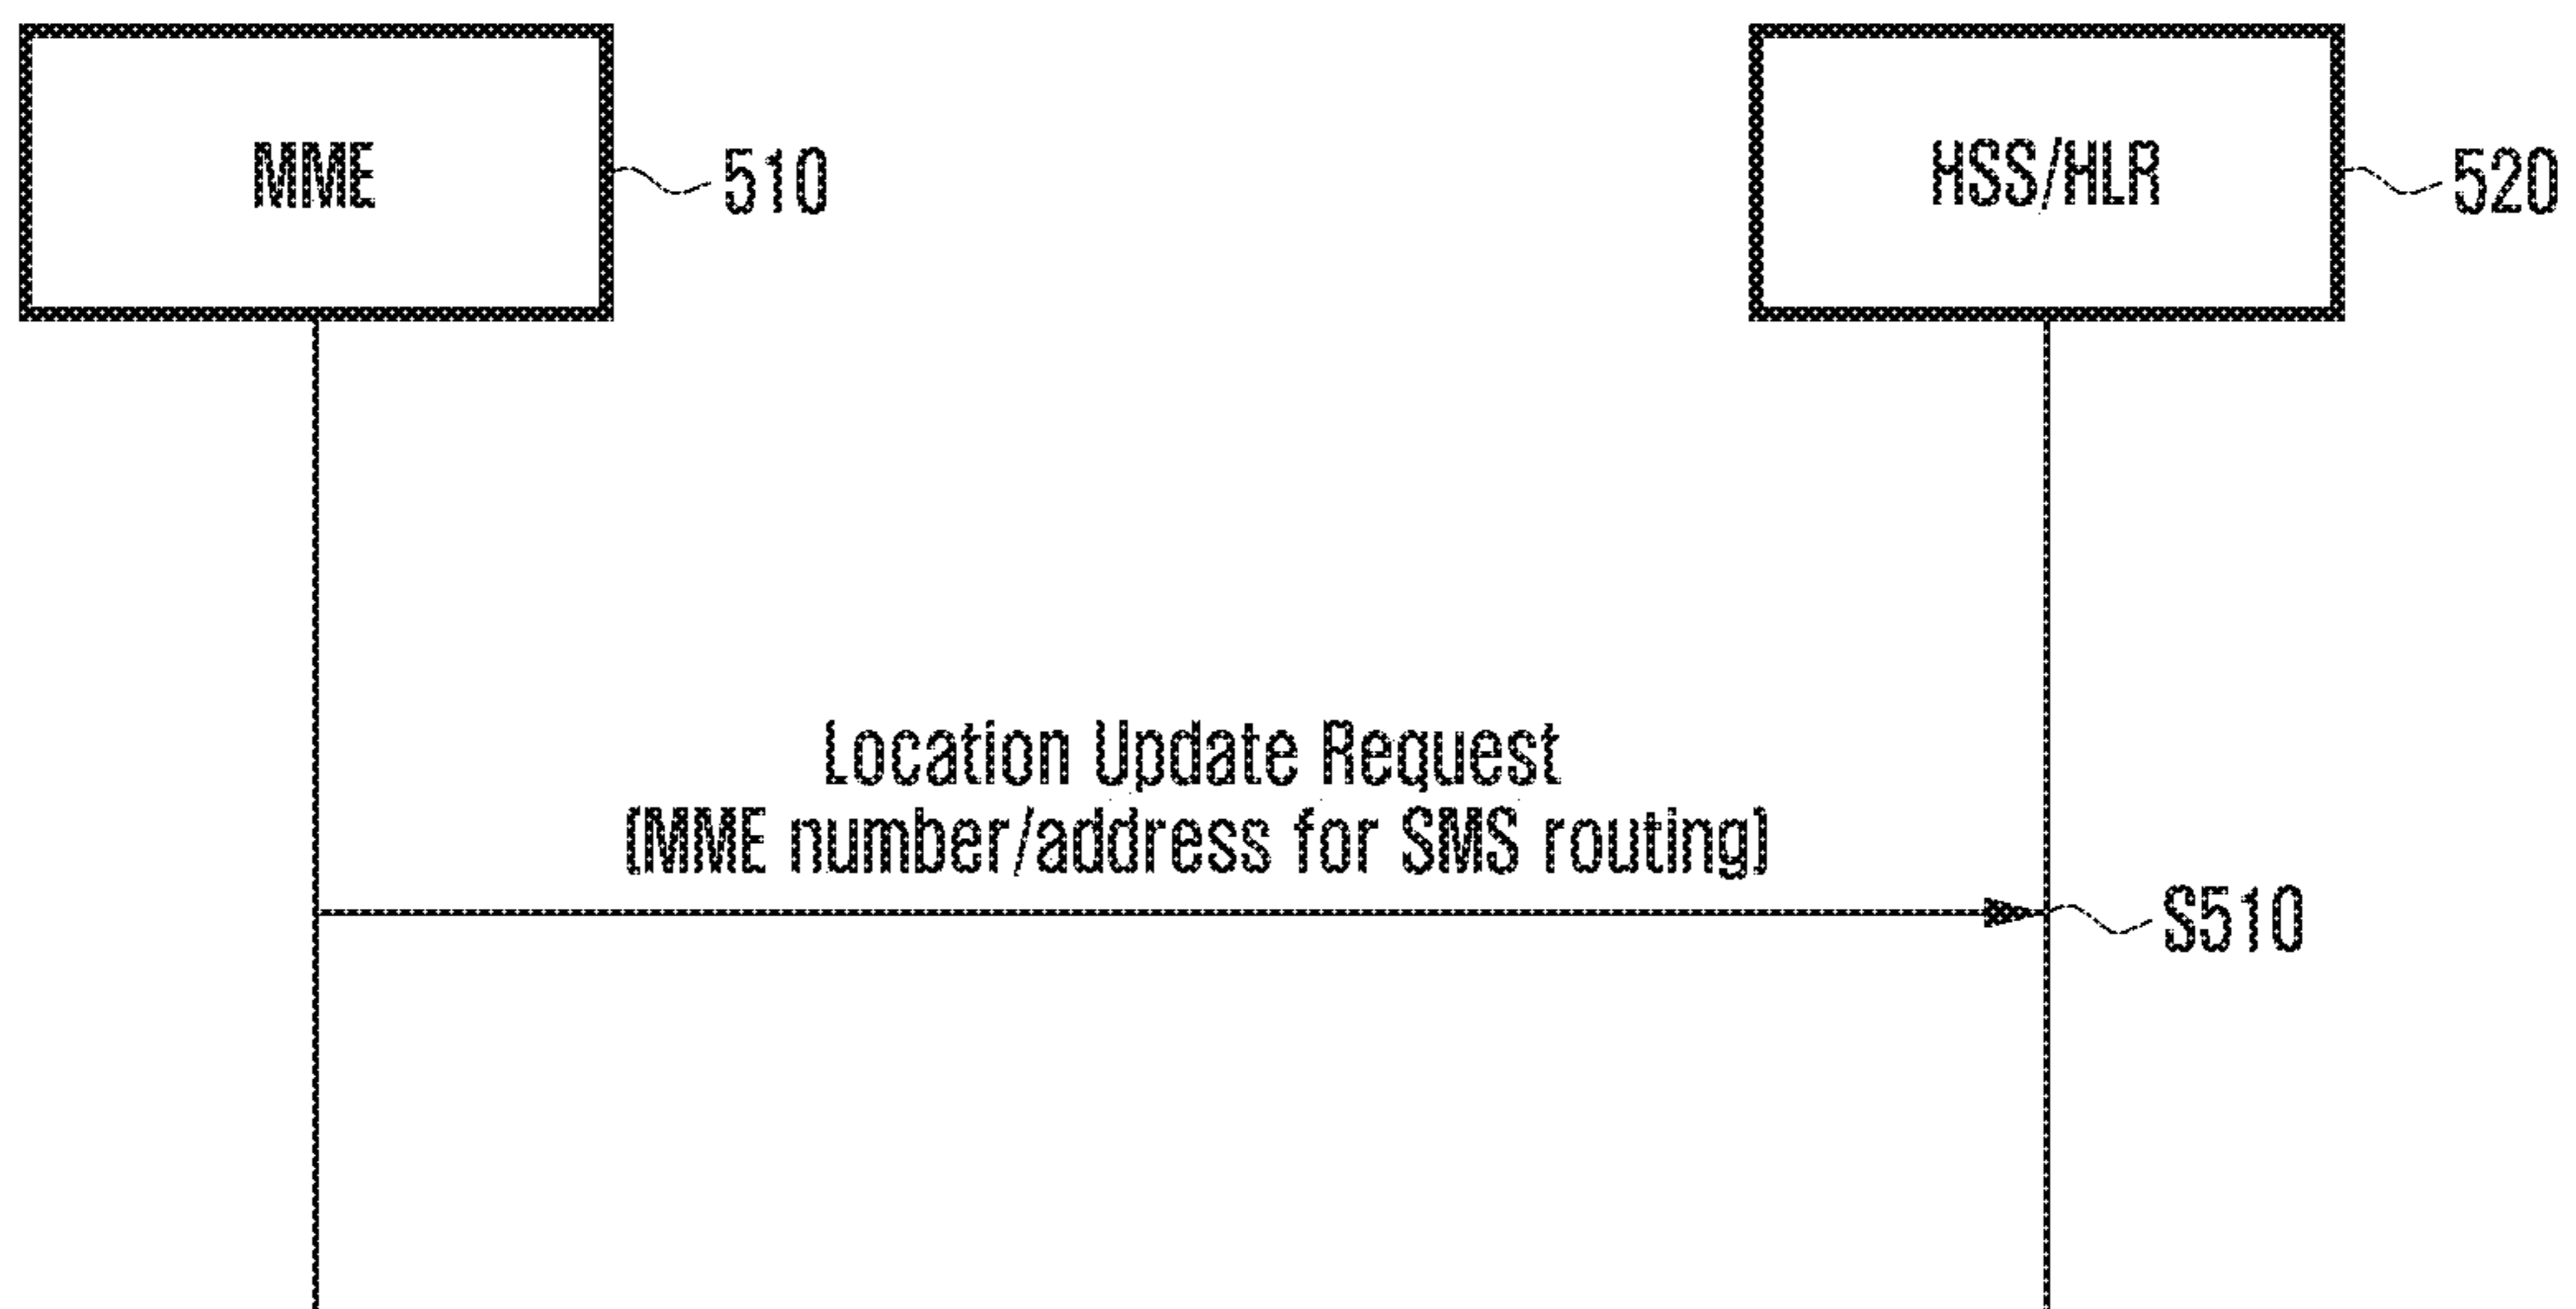 MME
510
HSS/HLR
520
Location Update Request
(MME number/address for SMS routing)
S510